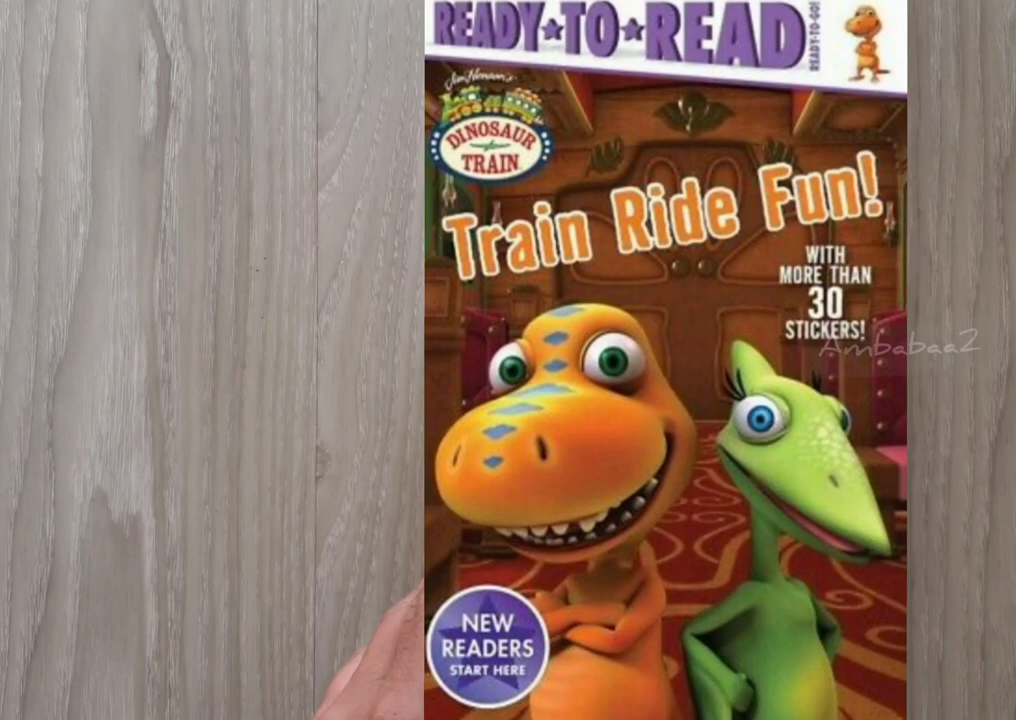 READY★TO★READ
READY-TO-GO!
Jim Henson's
DINOSAUR
TRAIN
Train Ride Fun!
WITH
MORE THAN
30
STICKERS!
Ambabaa2
NEW
READERS
START HERE